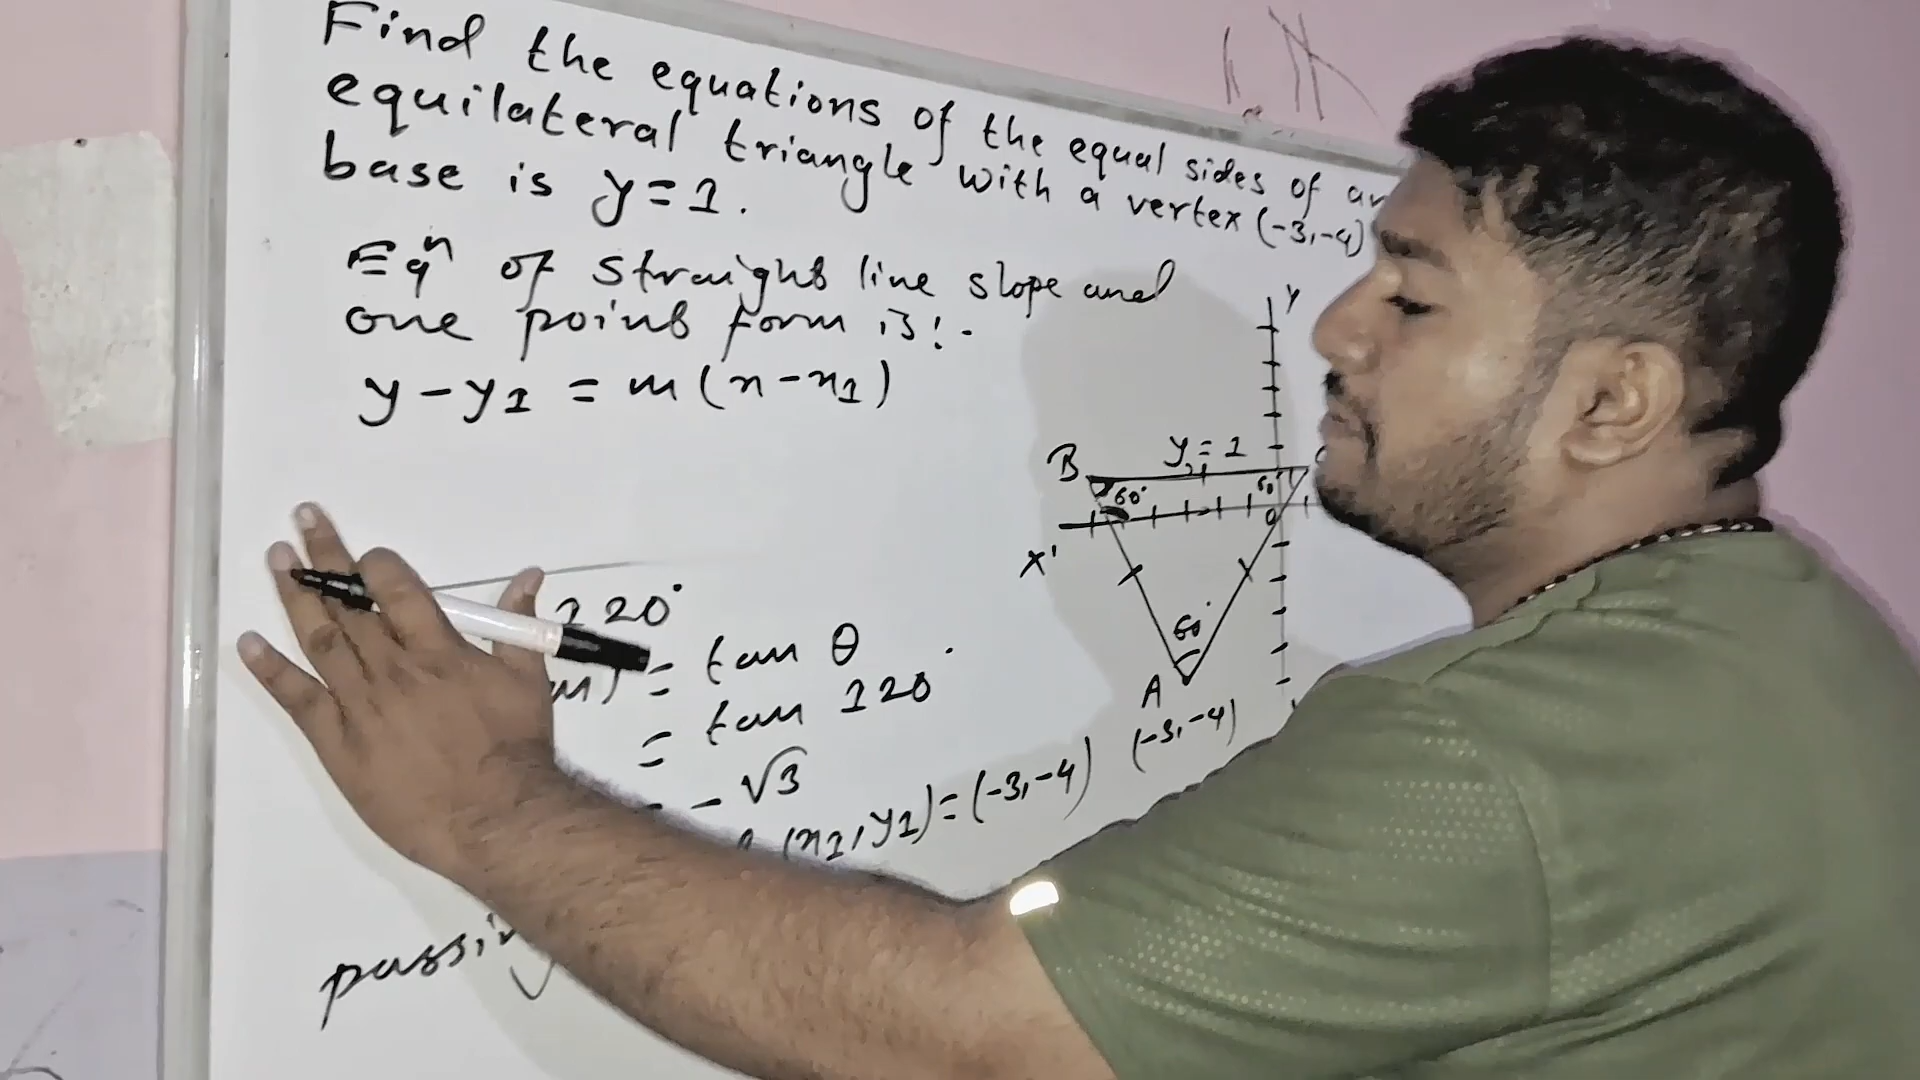 Find the equations of the equal sides of an
equilateral triangle with a vertex (-3,-4)
base is y=1.
Eqn of straight line slope and
one point form is:-
y-y1 = m(x-x1)
Y
B y=1
60° 60°
X' O
60°
A
(-3,-4)
120°
m) = tan θ
= tan 120°
= -√3
(x1,y1)=(-3,-4)
passing